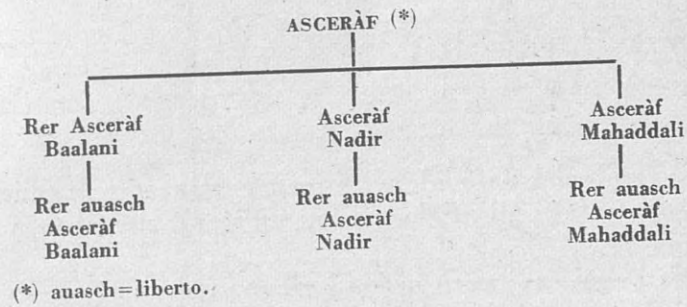 ASCERÀF (*)
Rer Asceràf
Baalani
Asceràf
Nadir
Asceràf
Mahaddali
Rer auasch
Asceràf
Baalani
Rer auasch
Asceràf
Nadir
Rer auasch
Asceràf
Mahaddali
(*) auasch=liberto.